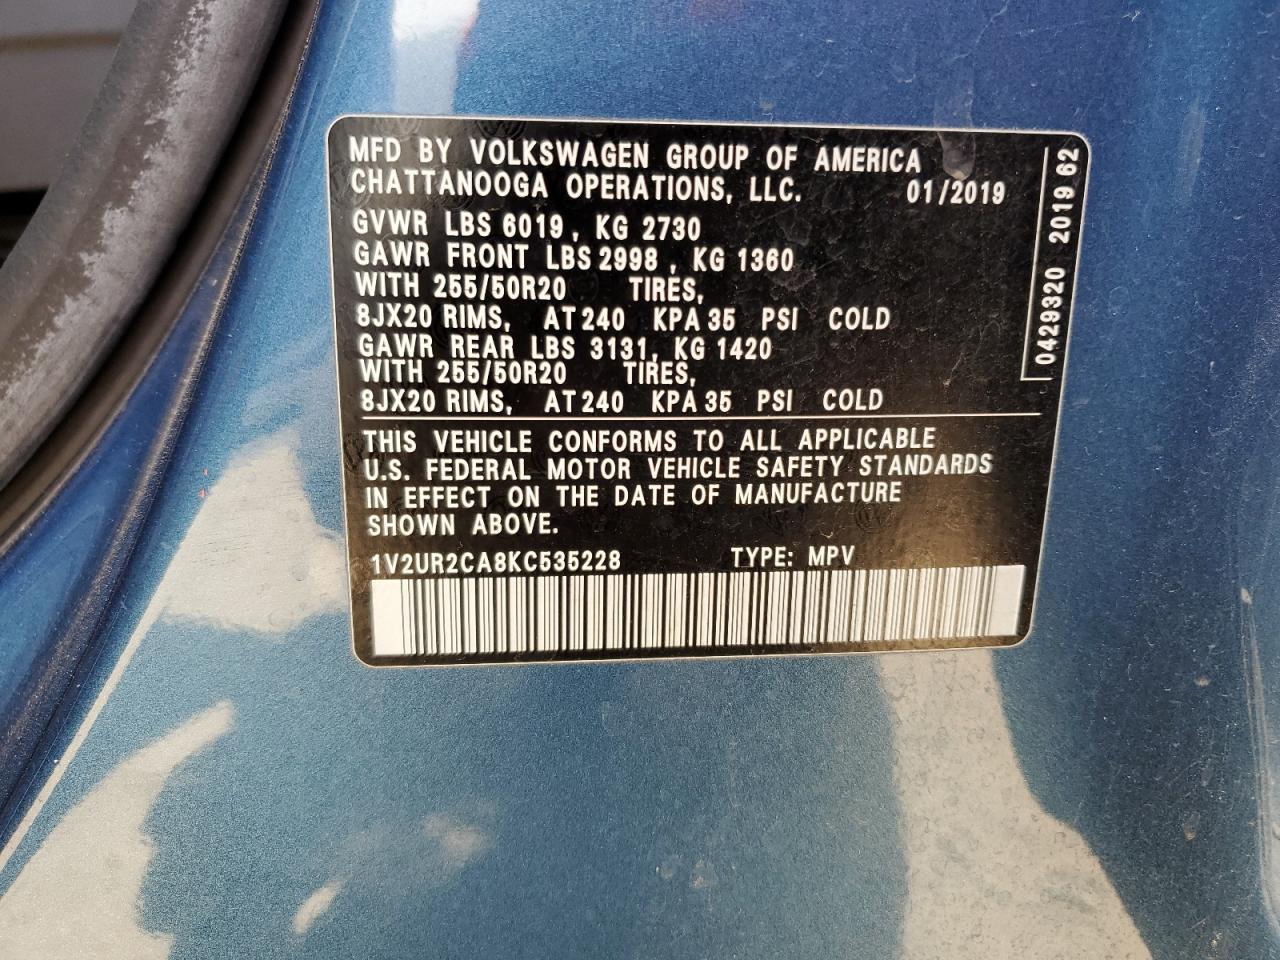 MFD BY VOLKSWAGEN GROUP OF AMERICA
CHATTANOOGA OPERATIONS, LLC. 01/2019
GVWR LBS 6019, KG 2730
GAWR FRONT LBS 2998, KG 1360
WITH 255/50R20 TIRES,
8JX20 RIMS, AT 240 KPA 35 PSI COLD
GAWR REAR LBS 3131, KG 1420
WITH 255/50R20 TIRES,
8JX20 RIMS, AT 240 KPA 35 PSI COLD
THIS VEHICLE CONFORMS TO ALL APPLICABLE
U.S. FEDERAL MOTOR VEHICLE SAFETY STANDARDS
IN EFFECT ON THE DATE OF MANUFACTURE
SHOWN ABOVE.
1V2UR2CA8KC535228 TYPE: MPV
0429320 2019 62